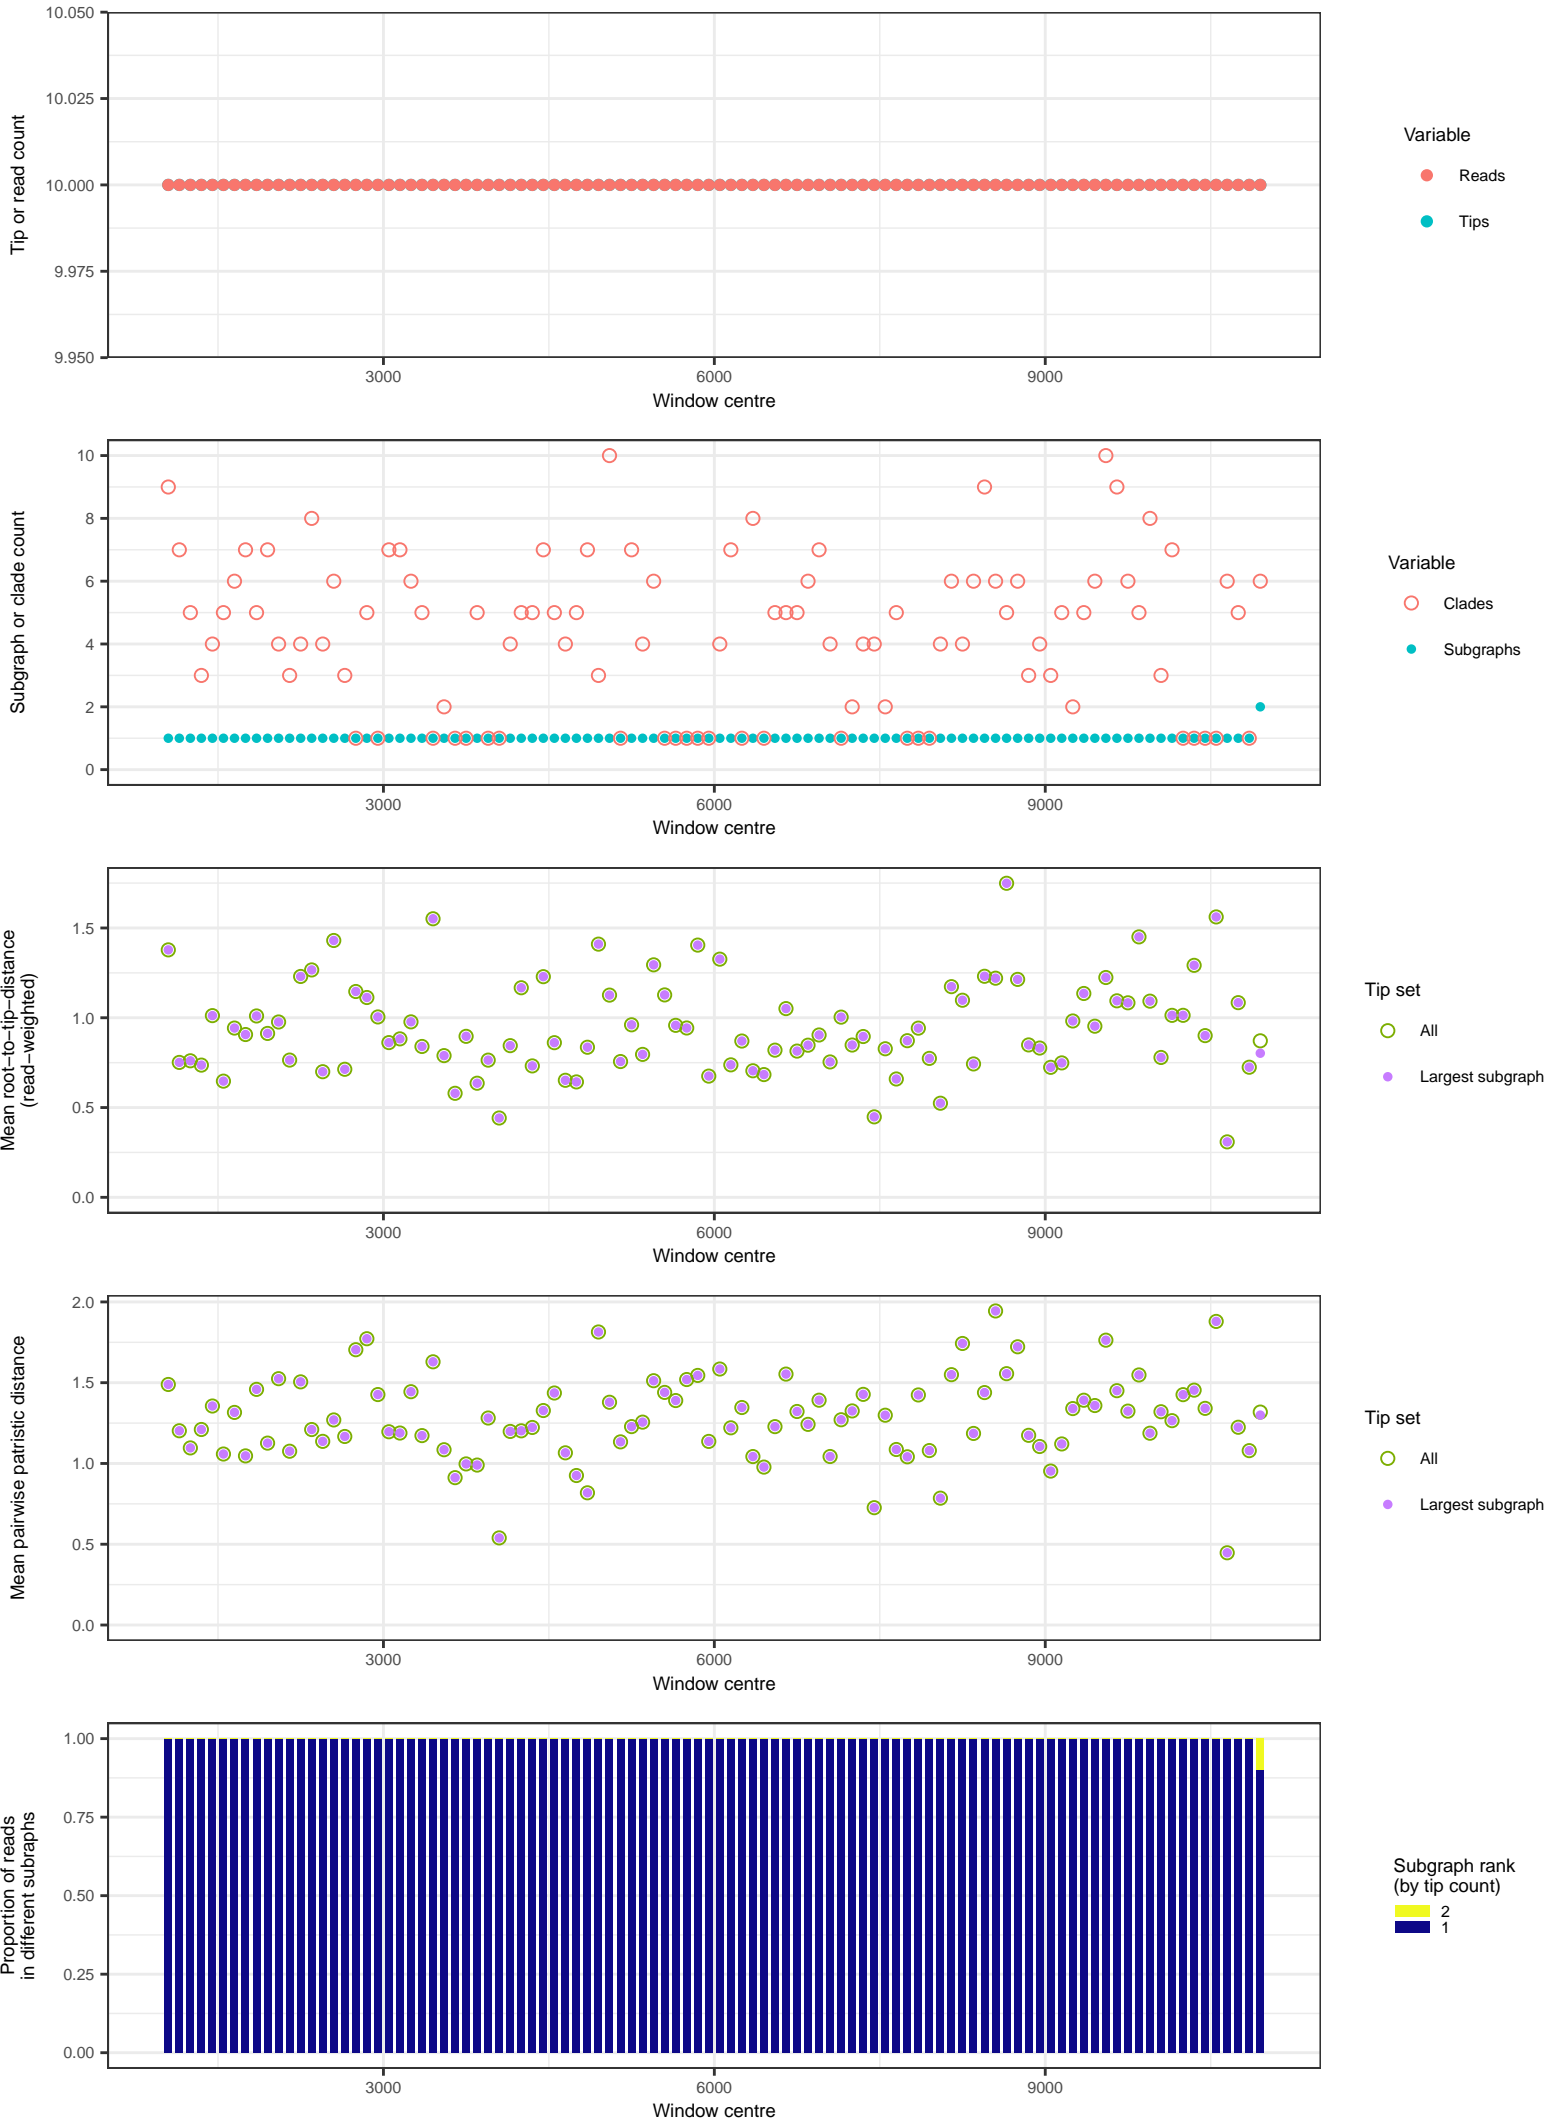 10.050
10.025
10.000
9.975
9.950
Tip or read count
3000
6000
9000
Window centre
Variable
Reads
Tips
10
8
6
4
2
0
Subgraph or clade count
3000
6000
9000
Window centre
Variable
Clades
Subgraphs
1.5
1.0
0.5
0.0
Mean root−to−tip−distance
(read−weighted)
3000
6000
9000
Window centre
Tip set
All
Largest subgraph
2.0
1.5
1.0
0.5
0.0
Mean pairwise patristic distance
3000
6000
9000
Window centre
Tip set
All
Largest subgraph
1.00
0.75
0.50
0.25
0.00
Proportion of reads
in different subraphs
3000
6000
9000
Window centre
Subgraph rank
(by tip count)
2
1